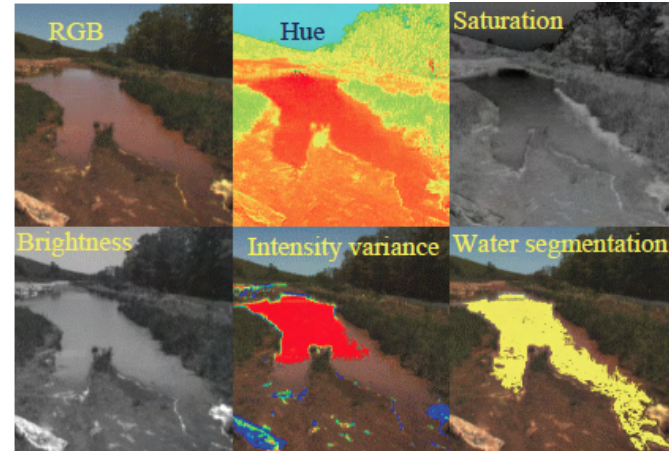 RGB
Hue
Saturation
Brightness
Intensity variance
Water segmentation